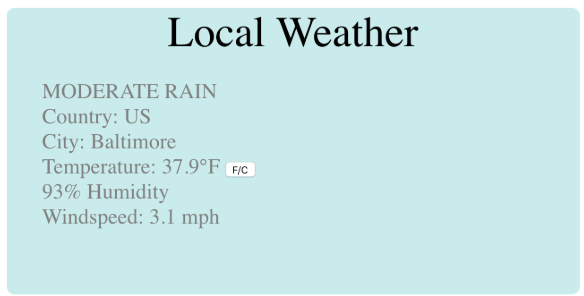 Local Weather
MODERATE RAIN
Country: US
City: Baltimore
Temperature: 37.9°F F/C
93% Humidity
Windspeed: 3.1 mph